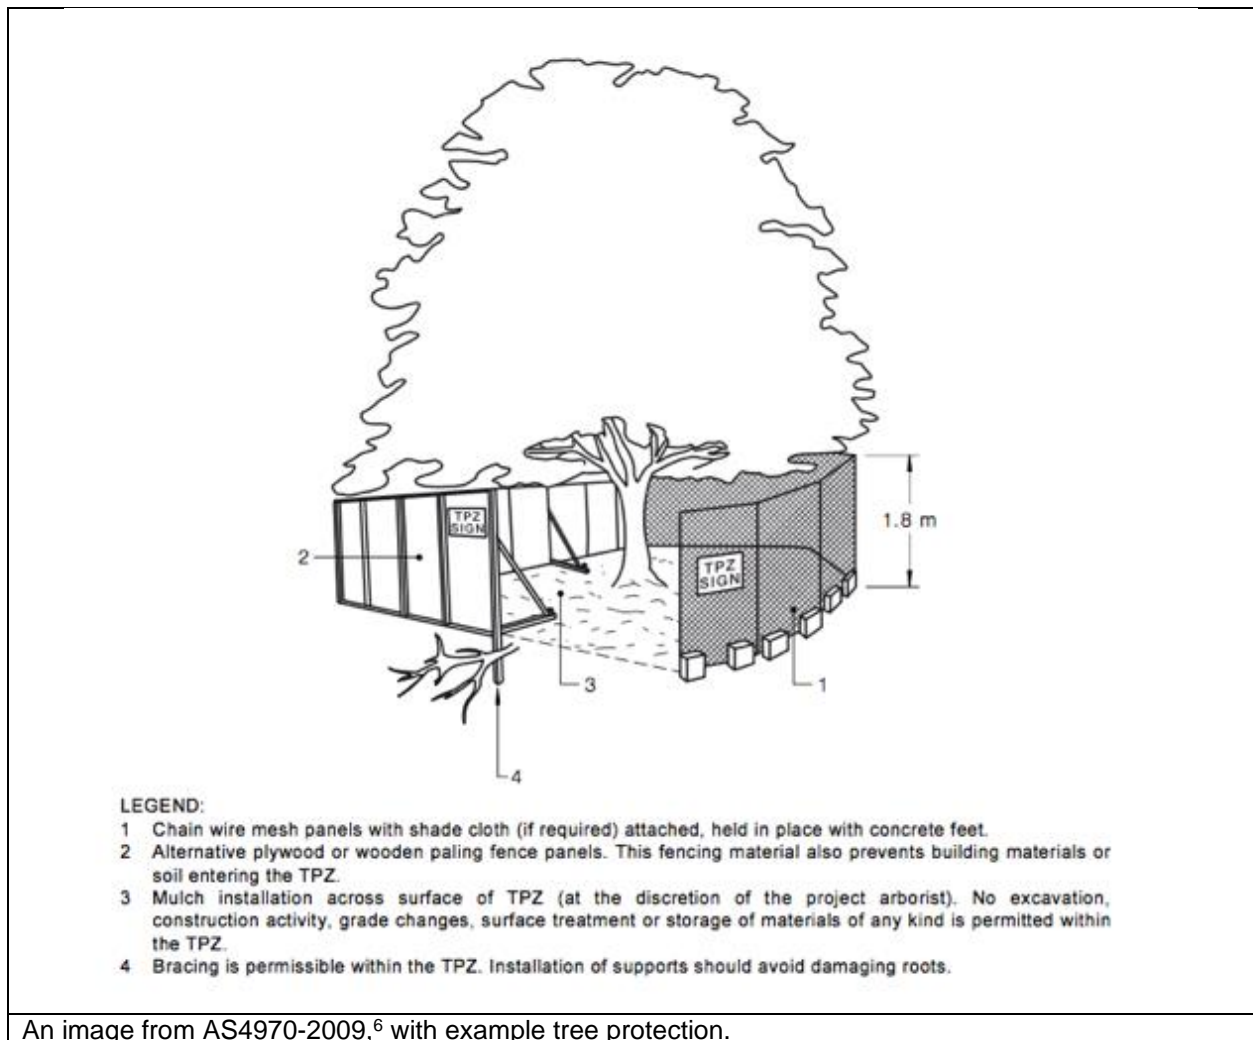 TPZ
SIGN
2
TPZ
SIGN
1.8 m
3
1
4
LEGEND:
1 Chain wire mesh panels with shade cloth (if required) attached, held in place with concrete feet.
2 Alternative plywood or wooden paling fence panels. This fencing material also prevents building materials or
soil entering the TPZ.
3 Mulch installation across surface of TPZ (at the discretion of the project arborist). No excavation,
construction activity, grade changes, surface treatment or storage of materials of any kind is permitted within
the TPZ.
4 Bracing is permissible within the TPZ. Installation of supports should avoid damaging roots.
An image from AS4970-2009,⁶ with example tree protection.